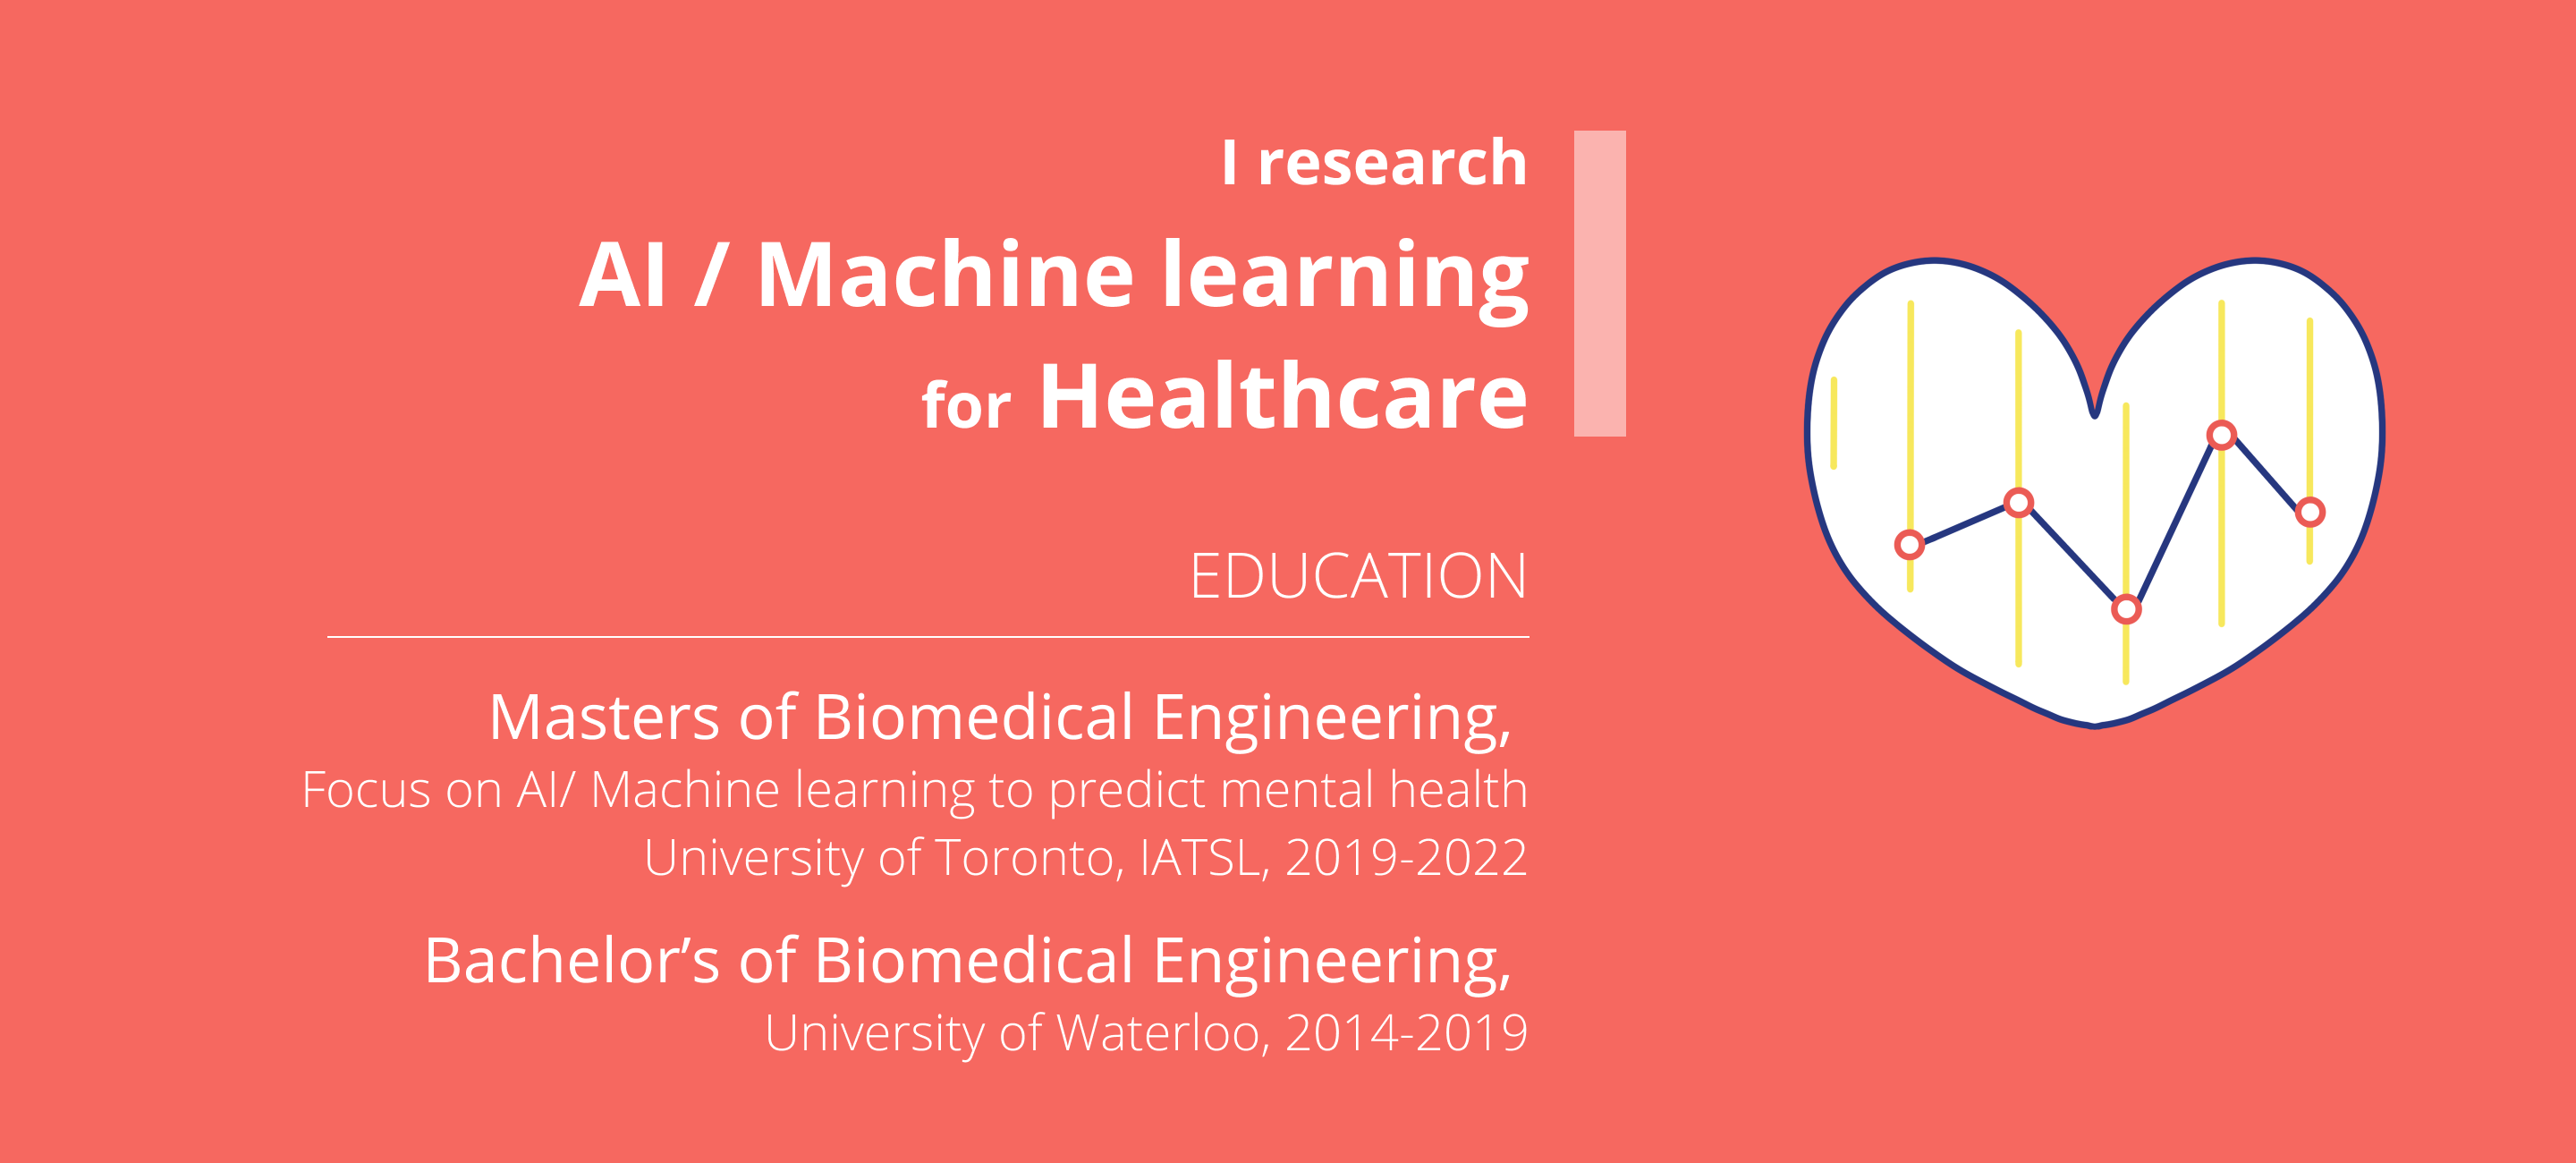 I research
AI / Machine learning
for Healthcare
EDUCATION
Masters of Biomedical Engineering,
Focus on AI/ Machine learning to predict mental health
University of Toronto, IATSL, 2019-2022
Bachelor’s of Biomedical Engineering,
University of Waterloo, 2014-2019